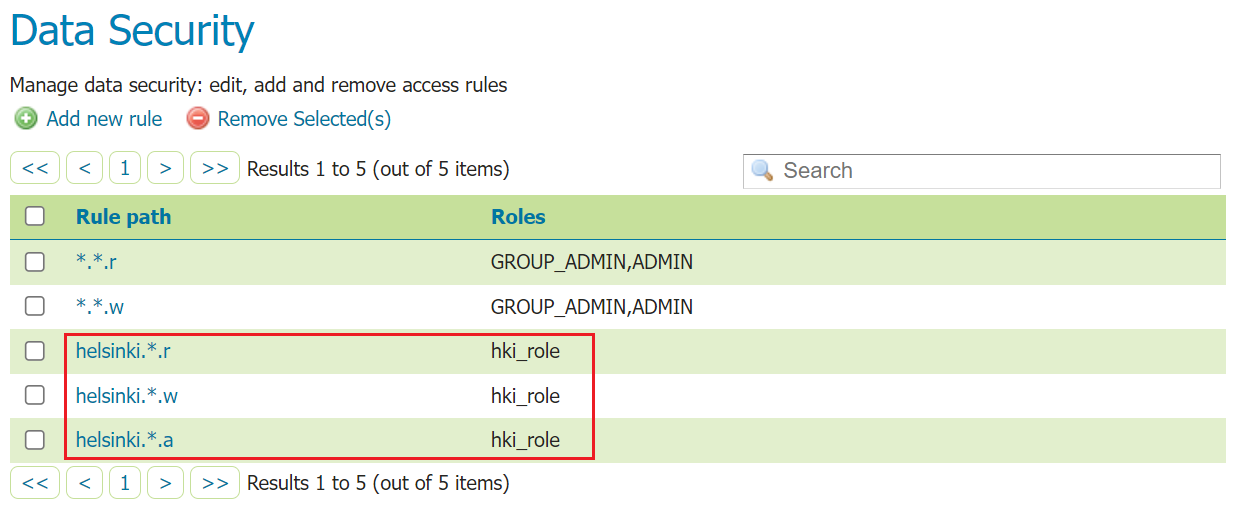 Data Security
Manage data security: edit, add and remove access rules
Add new rule Remove Selected(s)
<< < 1 > >> Results 1 to 5 (out of 5 items) Search
Rule path Roles
*.*.r GROUP_ADMIN,ADMIN
*.*.w GROUP_ADMIN,ADMIN
helsinki.*.r hki_role
helsinki.*.w hki_role
helsinki.*.a hki_role
<< < 1 > >> Results 1 to 5 (out of 5 items)